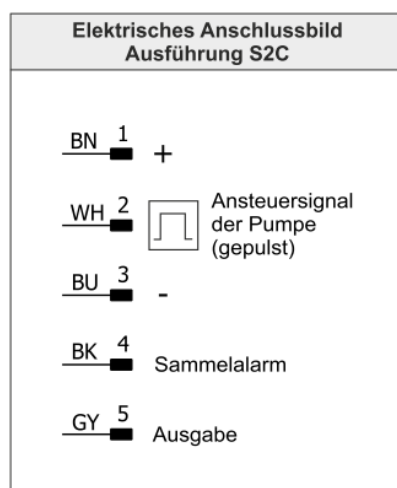 Elektrisches Anschlussbild
Ausführung S2C
BN 1 +
WH 2 Ansteuersignal
der Pumpe
(gepulst)
BU 3 -
BK 4 Sammelalarm
GY 5 Ausgabe